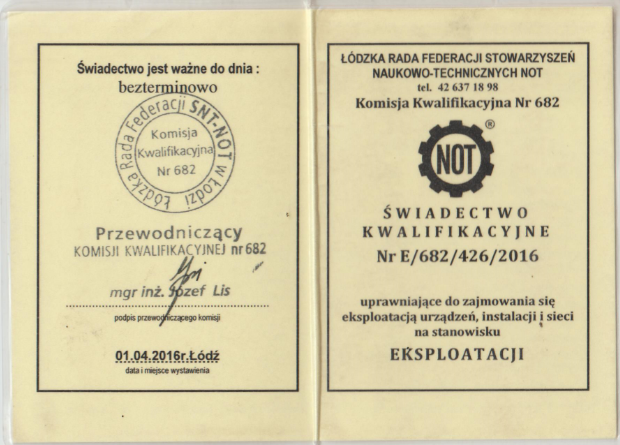 Świadectwo jest ważne do dnia :
bezterminowo
Łódzka Rada Federacji SNT-NOT w Łodzi
Komisja
Kwalifikacyjna
Nr 682
Przewodniczący
KOMISJI KWALIFIKACYJNEJ nr 682
mgr inż. Józef Lis
podpis przewodniczącego komisji
01.04.2016r.Łódź
data i miejsce wystawienia
ŁÓDZKA RADA FEDERACJI STOWARZYSZEŃ
NAUKOWO-TECHNICZNYCH NOT
tel. 42 637 18 98
Komisja Kwalifikacyjna Nr 682
NOT ®
ŚWIADECTWO
KWALIFIKACYJNE
Nr E/682/426/2016
uprawniające do zajmowania się
eksploatacją urządzeń, instalacji i sieci
na stanowisku
EKSPLOATACJI